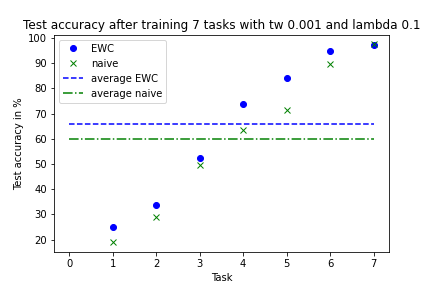 Test accuracy after training 7 tasks with tw 0.001 and lambda 0.1
EWC
naive
average EWC
average naive
Test accuracy in %
100
90
80
70
60
50
40
30
20
0 1 2 3 4 5 6 7
Task